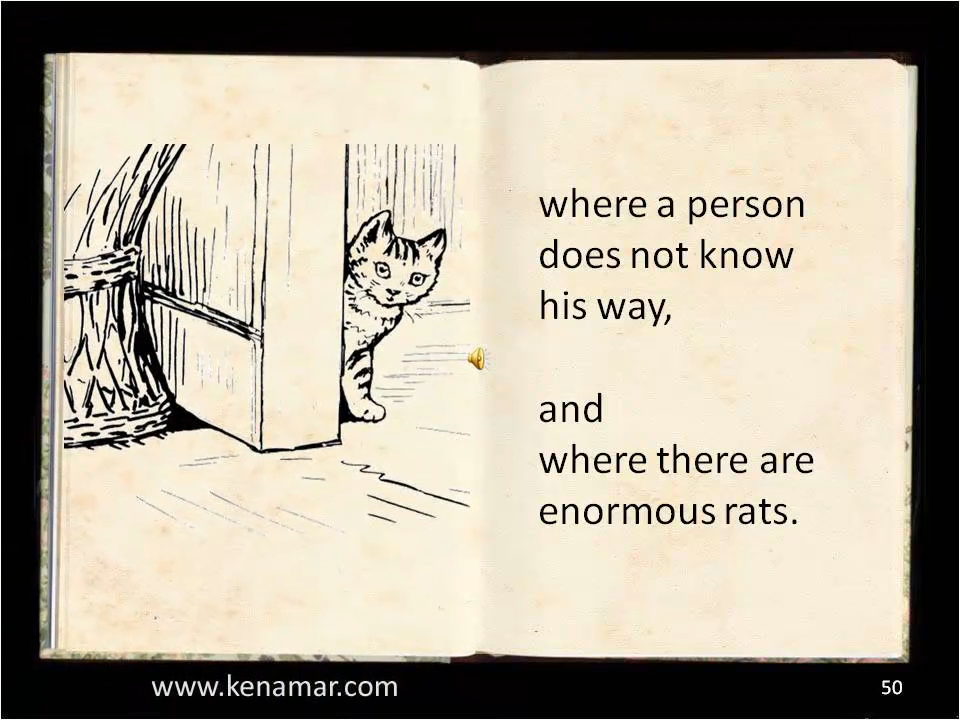 where a person
does not know
his way,
and
where there are
enormous rats.
www.kenamar.com
50